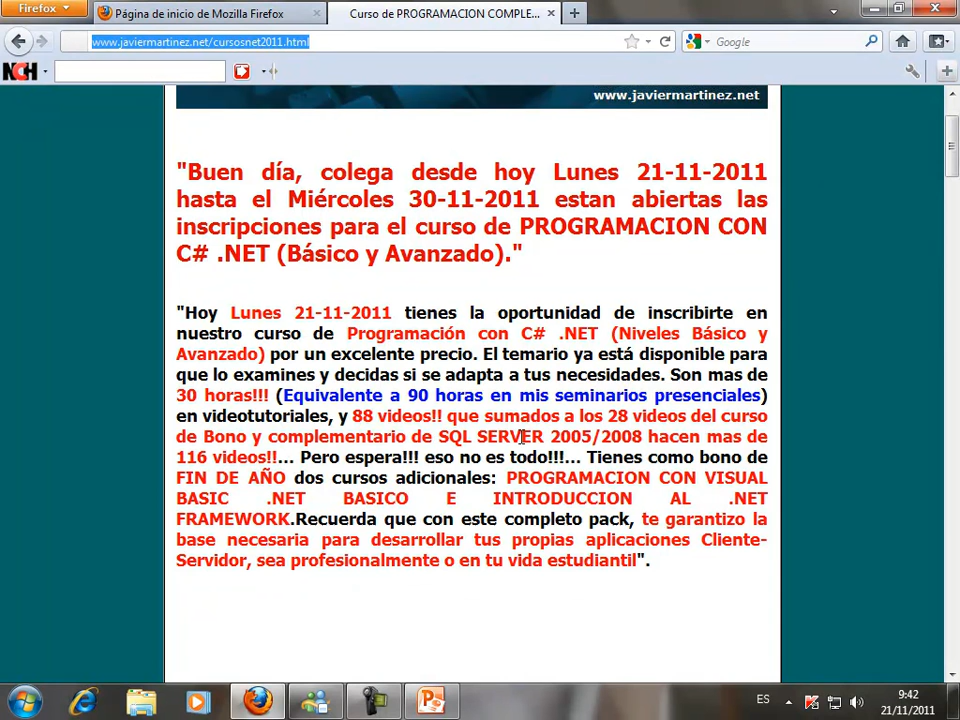 Firefox
Página de inicio de Mozilla Firefox
Curso de PROGRAMACION COMPLE...
www.javiermartinez.net/cursosnet2011.html
Google
NCH
www.javiermartinez.net
"Buen día, colega desde hoy Lunes 21-11-2011
hasta el Miércoles 30-11-2011 estan abiertas las
inscripciones para el curso de PROGRAMACION CON
C# .NET (Básico y Avanzado)."
"Hoy Lunes 21-11-2011 tienes la oportunidad de inscribirte en
nuestro curso de Programación con C# .NET (Niveles Básico y
Avanzado) por un excelente precio. El temario ya está disponible para
que lo examines y decidas si se adapta a tus necesidades. Son mas de
30 horas!!! (Equivalente a 90 horas en mis seminarios presenciales)
en videotutoriales, y 88 videos!! que sumados a los 28 videos del curso
de Bono y complementario de SQL SERVER 2005/2008 hacen mas de
116 videos!!... Pero espera!!! eso no es todo!!!... Tienes como bono de
FIN DE AÑO dos cursos adicionales: PROGRAMACION CON VISUAL
BASIC .NET BASICO E INTRODUCCION AL .NET
FRAMEWORK.Recuerda que con este completo pack, te garantizo la
base necesaria para desarrollar tus propias aplicaciones Cliente-
Servidor, sea profesionalmente o en tu vida estudiantil".
ES
9:42
21/11/2011